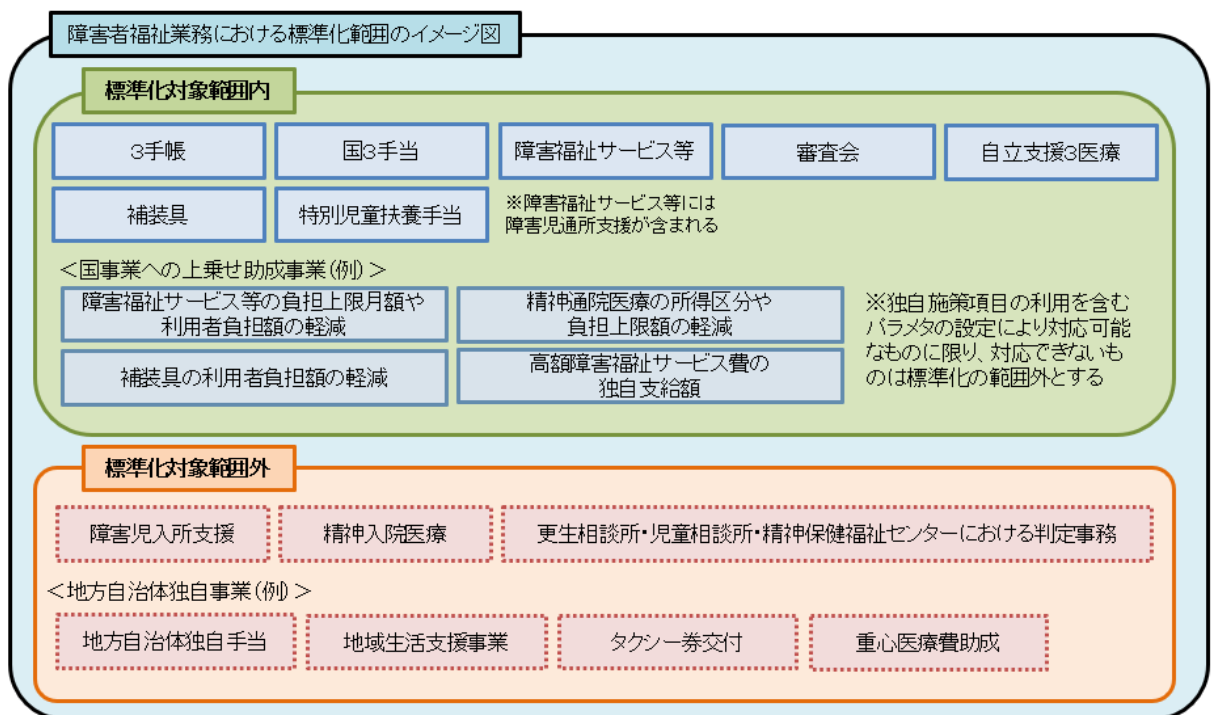 障害者福祉業務における標準化範囲のイメージ図
標準化対象範囲内
3手帳
国3手当
障害福祉サービス等
審査会
自立支援3医療
補装具
特別児童扶養手当
※障害福祉サービス等には
障害児通所支援が含まれる
＜国事業への上乗せ助成事業(例)＞
障害福祉サービス等の負担上限月額や
利用者負担額の軽減
精神通院医療の所得区分や
負担上限額の軽減
補装具の利用者負担額の軽減
高額障害福祉サービス費の
独自支給額
※独自施策項目の利用を含む
パラメタの設定により対応可能
なものに限り、対応できないも
のは標準化の範囲外とする
標準化対象範囲外
障害児入所支援
精神入院医療
更生相談所・児童相談所・精神保健福祉センターにおける判定事務
＜地方自治体独自事業(例)＞
地方自治体独自手当
地域生活支援事業
タクシー券交付
重心医療費助成